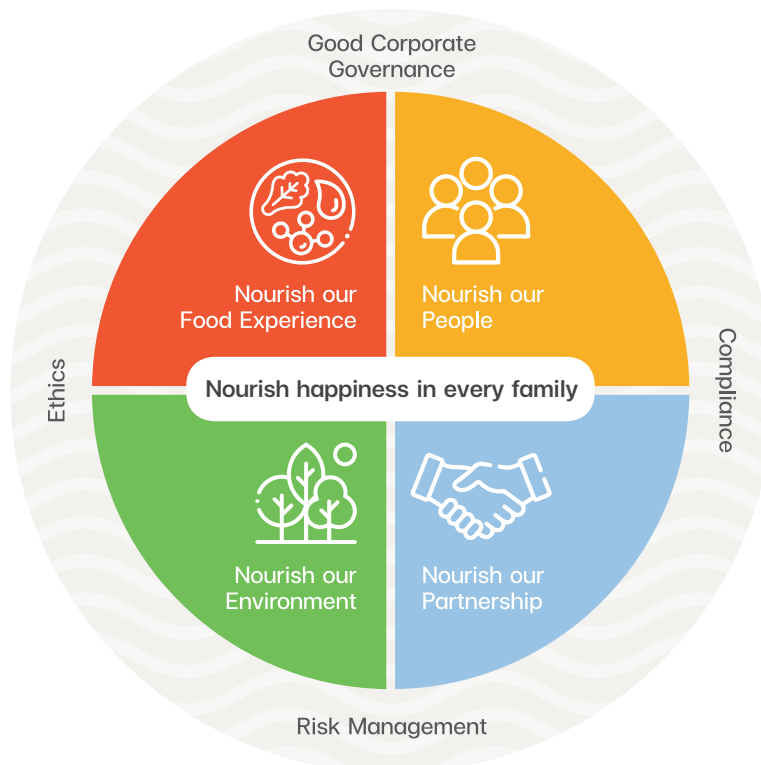 Good Corporate
Governance
Nourish our
Food Experience
Nourish our
People
Ethics
Nourish happiness in every family
Compliance
Nourish our
Environment
Nourish our
Partnership
Risk Management